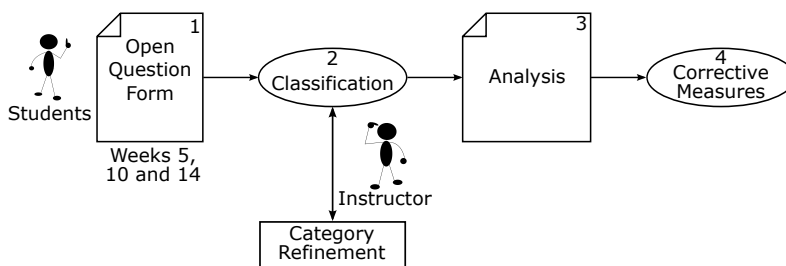 1
Open
Question
Form
Students
Weeks 5,
10 and 14
2
Classification
Instructor
Category
Refinement
3
Analysis
4
Corrective
Measures